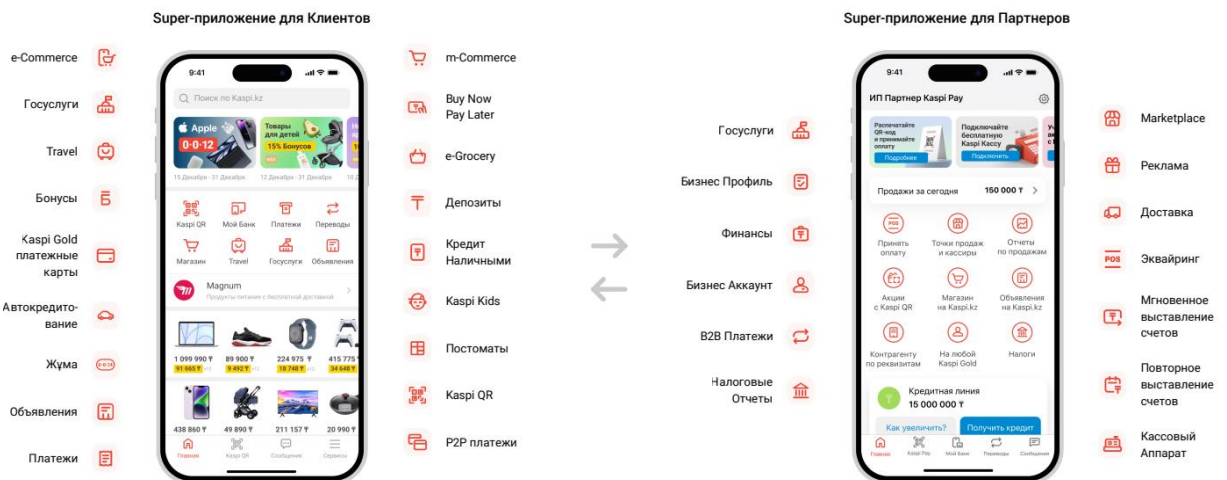 Super-приложение для Клиентов
e-Commerce
Госуслуги
Travel
Бонусы
Kaspi Gold
платежные
карты
Автокредито-
вание
Жұма
Объявления
Платежи
9:41
Поиск по Kaspi.kz
Apple
0·0·12
Товары
для детей
15% Бонусов
15 Декабря - 31 Декабря
12 Декабря - 31 Декабря
Kaspi QR
Мой Банк
Платежи
Переводы
Магазин
Travel
Госуслуги
Объявления
Magnum
Продукты питания с бесплатной доставкой
1 099 990 ₸
89 900 ₸
224 975 ₸
415 775
91 665 ₸
9 492 ₸
18 748 ₸
34 648 ₸
438 860 ₸
49 890 ₸
211 157 ₸
20 990 ₸
Главная
Kaspi QR
Сообщения
Сервисы
m-Commerce
Buy Now
Pay Later
e-Grocery
Депозиты
Кредит
Наличными
Kaspi Kids
Постоматы
Kaspi QR
P2P платежи
Super-приложение для Партнеров
Госуслуги
Бизнес Профиль
Финансы
Бизнес Аккаунт
B2B Платежи
Налоговые
Отчеты
9:41
ИП Партнер Kaspi Pay
Распечатайте
QR-код
и принимайте
оплату
Подробнее
Подключайте
бесплатную
Kaspi Кассу
Подключить
Продажи за сегодня
150 000 ₸
POS
Принять
оплату
Точки продаж
и кассиры
Отчеты
по продажам
Акции
с Kaspi QR
Магазин
на Kaspi.kz
Объявления
на Kaspi.kz
Контрагенту
по реквизитам
На любой
Kaspi Gold
Налоги
Кредитная линия
15 000 000 ₸
Как увеличить?
Получить кредит
Главная
Kaspi Pay
Мой Банк
Переводы
Сообщения
Marketplace
Реклама
Доставка
POS
Эквайринг
Мгновенное
выставление
счетов
Повторное
выставление
счетов
Кассовый
Аппарат